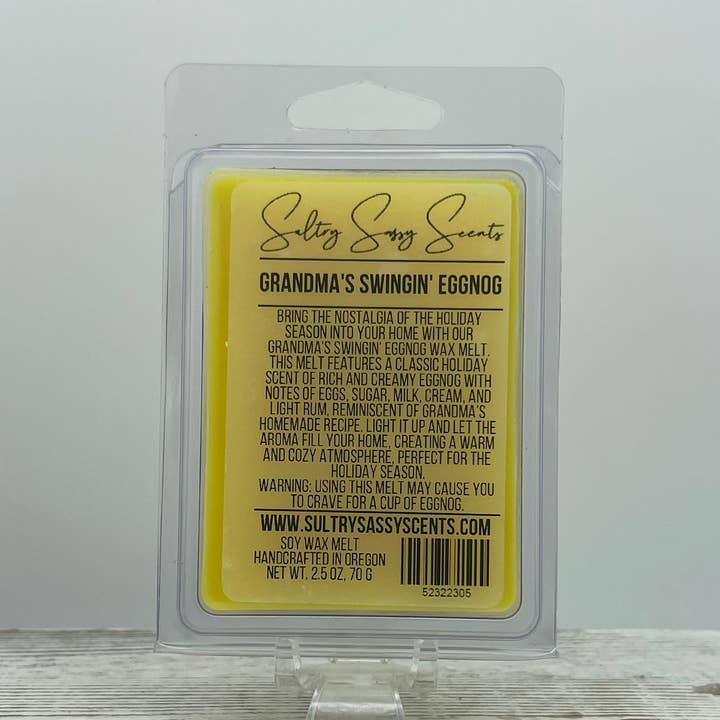 Sultry Sassy Scents
GRANDMA'S SWINGIN' EGGNOG
BRING THE NOSTALGIA OF THE HOLIDAY
SEASON INTO YOUR HOME WITH OUR
GRANDMA'S SWINGIN' EGGNOG WAX MELT.
THIS MELT FEATURES A CLASSIC HOLIDAY
SCENT OF RICH AND CREAMY EGGNOG WITH
NOTES OF EGGS, SUGAR, MILK, CREAM, AND
LIGHT RUM, REMINISCENT OF GRANDMA'S
HOMEMADE RECIPE. LIGHT IT UP AND LET THE
AROMA FILL YOUR HOME, CREATING A WARM
AND COZY ATMOSPHERE, PERFECT FOR THE
HOLIDAY SEASON.
WARNING: USING THIS MELT MAY CAUSE YOU
TO CRAVE FOR A CUP OF EGGNOG.
WWW.SULTRYSASSYSCENTS.COM
SOY WAX MELT
HANDCRAFTED IN OREGON
NET WT. 2.5 OZ, 70 G
52322305